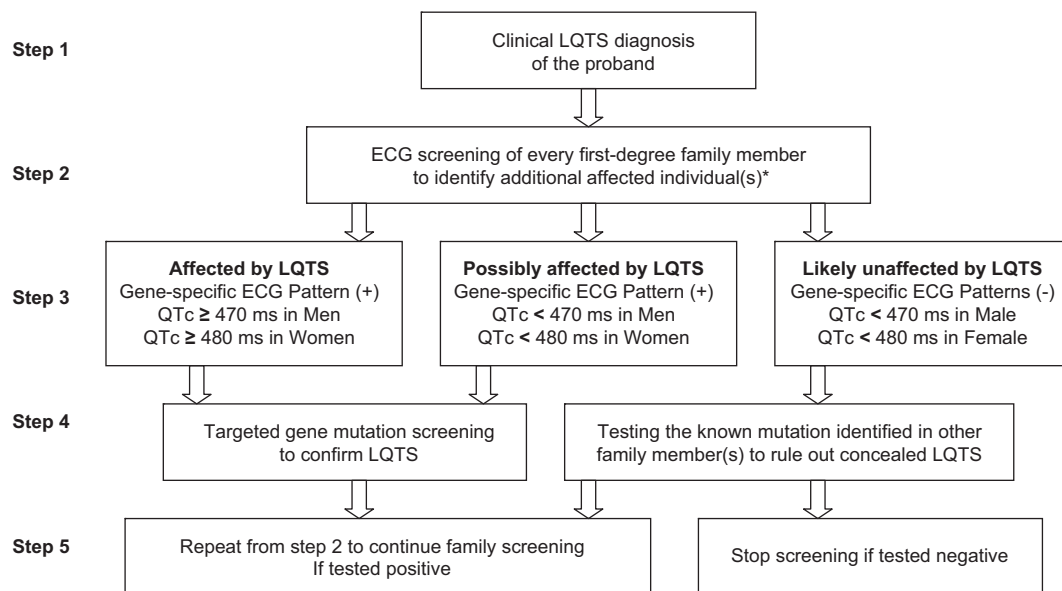 Step 1
Clinical LQTS diagnosis
of the proband
Step 2
ECG screening of every first-degree family member
to identify additional affected individual(s)*
Step 3
Affected by LQTS
Gene-specific ECG Pattern (+)
QTc ≥ 470 ms in Men
QTc ≥ 480 ms in Women
Possibly affected by LQTS
Gene-specific ECG Pattern (+)
QTc < 470 ms in Men
QTc < 480 ms in Women
Likely unaffected by LQTS
Gene-specific ECG Patterns (-)
QTc < 470 ms in Male
QTc < 480 ms in Female
Step 4
Targeted gene mutation screening
to confirm LQTS
Testing the known mutation identified in other
family member(s) to rule out concealed LQTS
Step 5
Repeat from step 2 to continue family screening
If tested positive
Stop screening if tested negative